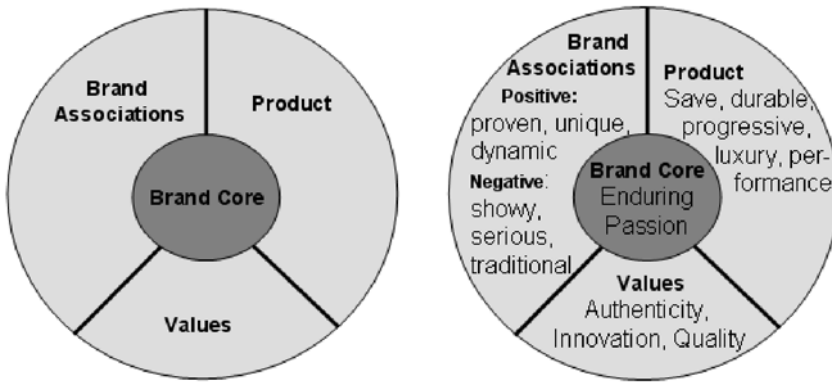 Brand
Associations
Product
Brand Core
Values
Brand
Associations
Positive:
proven, unique,
dynamic
Negative:
showy,
serious,
traditional
Product
Save, durable,
progressive,
luxury, per-
formance
Brand Core
Enduring
Passion
Values
Authenticity,
Innovation, Quality